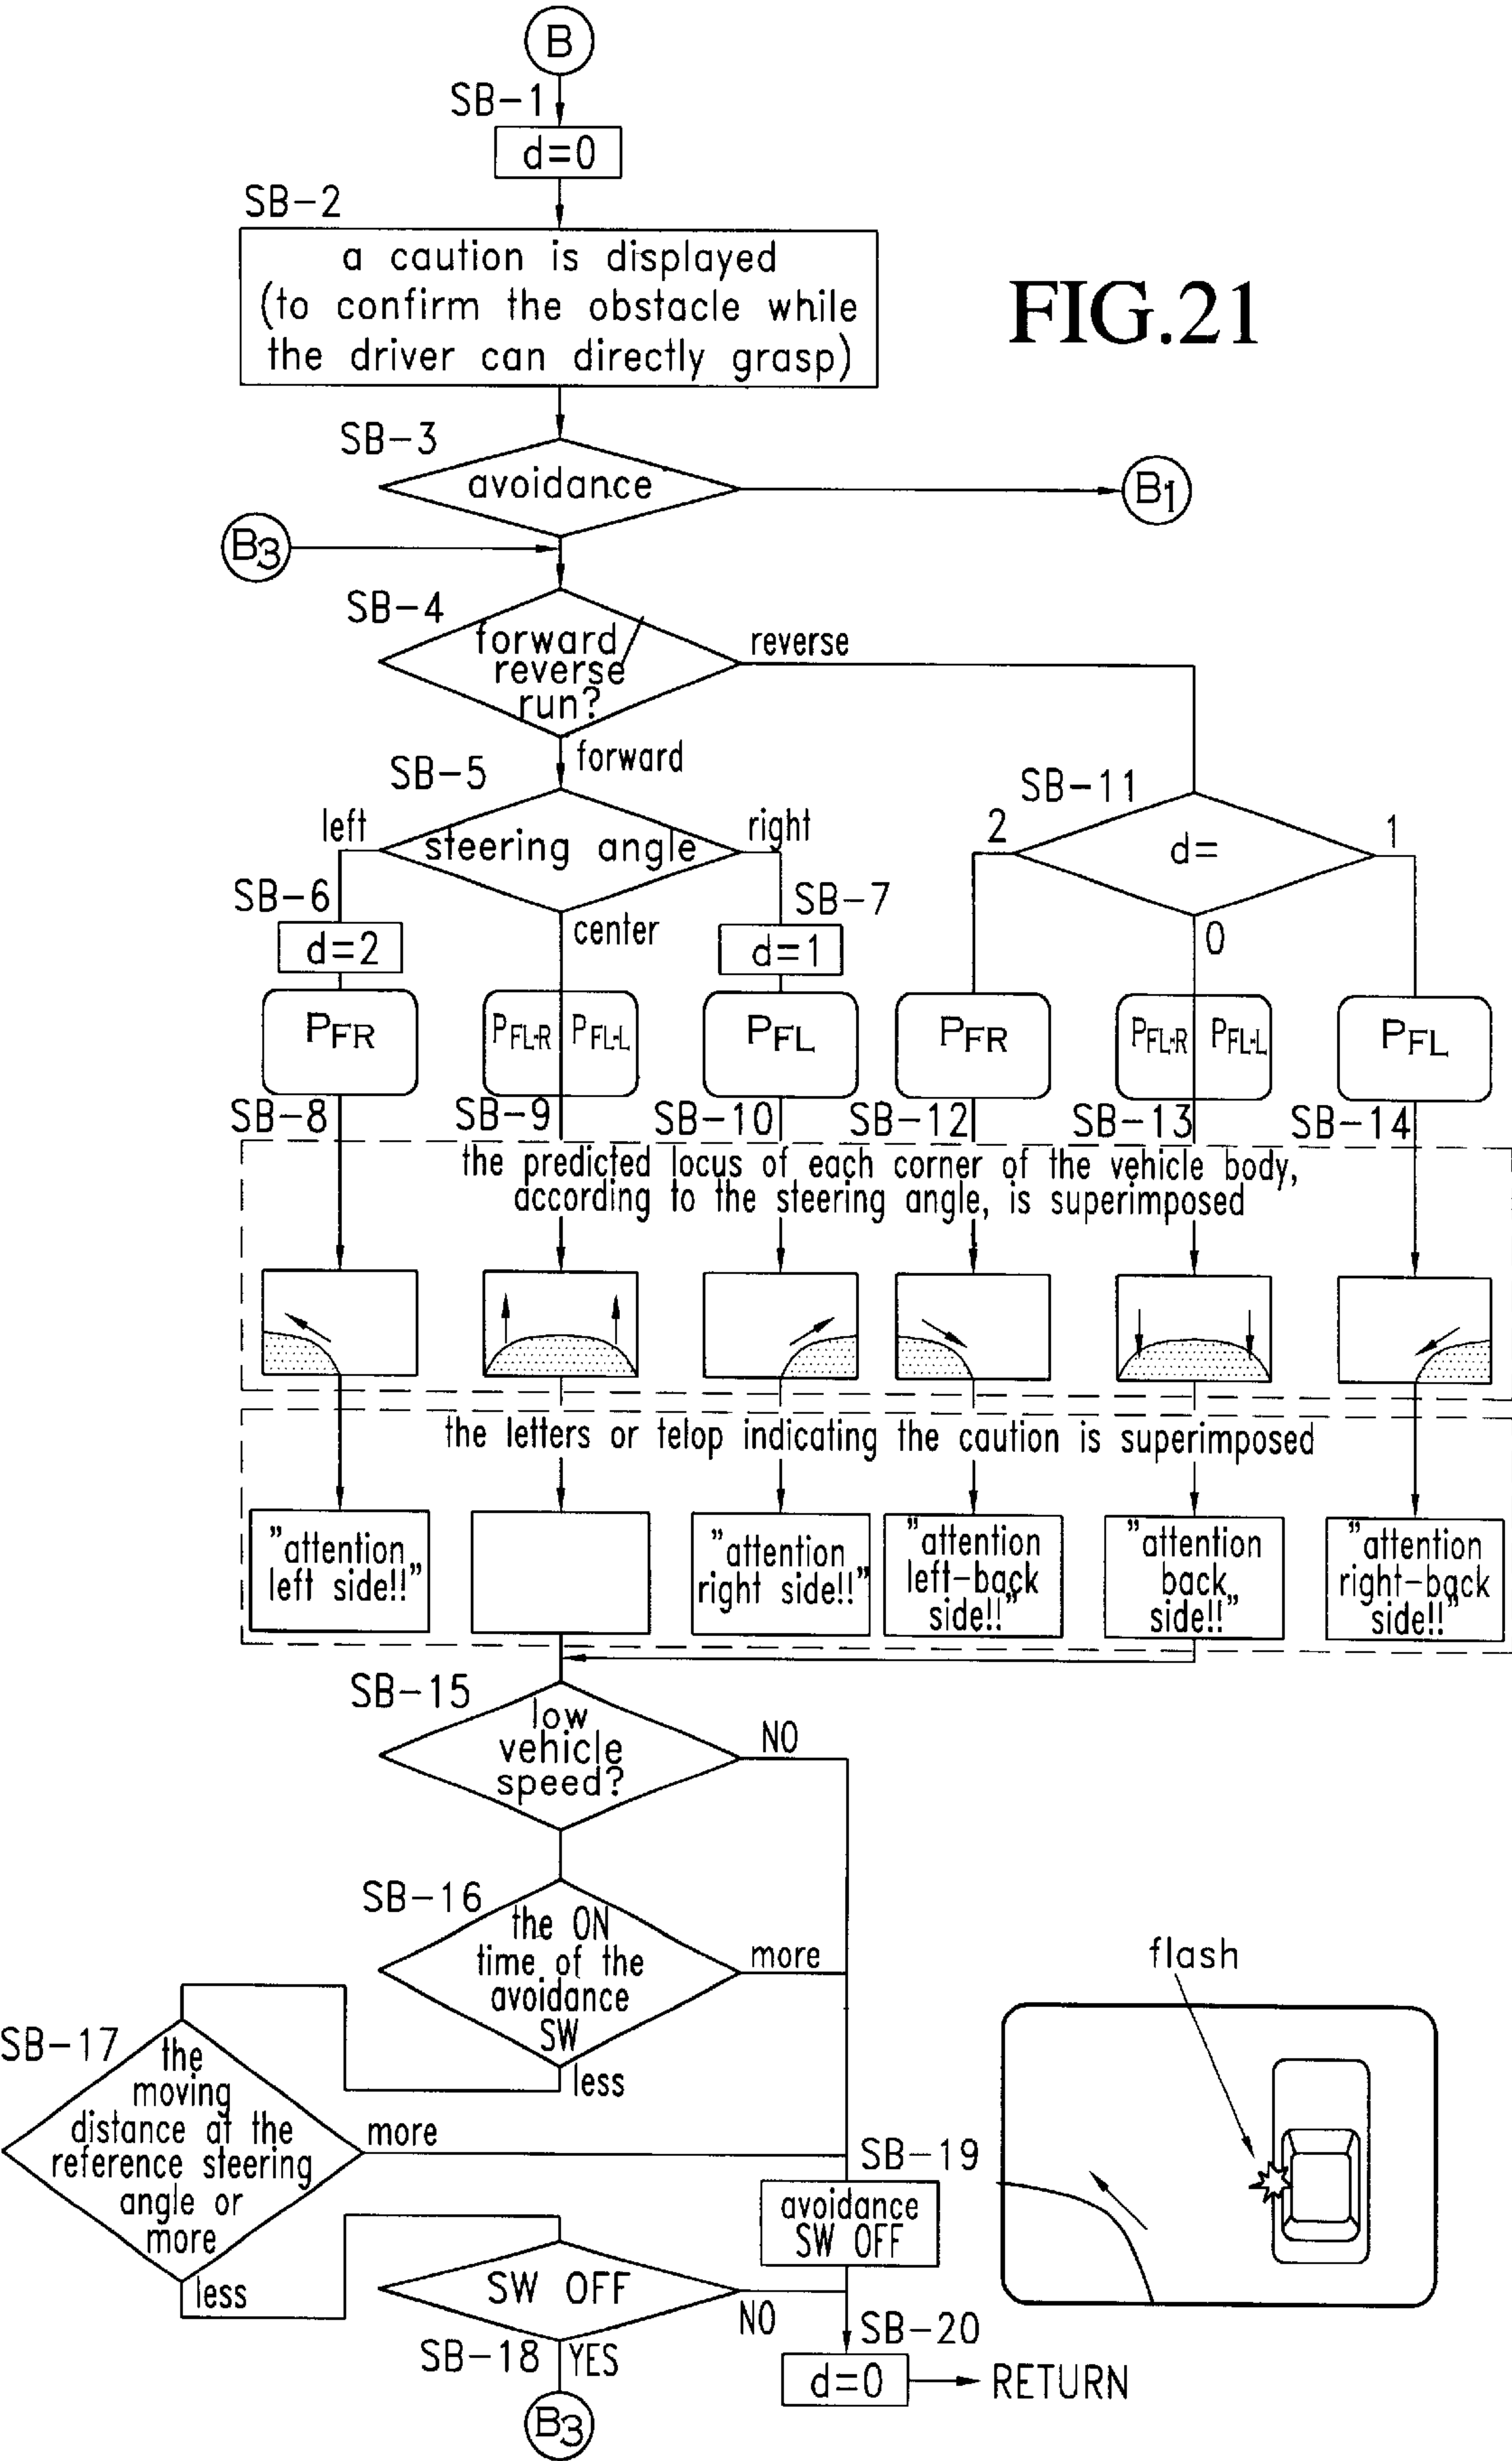 B
SB-1
d=0
SB-2
a caution is displayed
(to confirm the obstacle while
the driver can directly grasp)
FIG.21
SB-3
avoidance
B1
B3
SB-4
forward/
reverse
run?
reverse
forward
SB-5
left
steering angle
right
center
SB-11
2
d=
1
0
SB-6
d=2
SB-7
d=1
PFR
PFL·R
PFL·L
PFL
PFR
PFL·R
PFL·L
PFL
SB-8
SB-9
SB-10
SB-12
SB-13
SB-14
the predicted locus of each corner of the vehicle body,
according to the steering angle, is superimposed
the letters or telop indicating the caution is superimposed
"attention
left side!!"
"attention
right side!!"
"attention
left-back
side!!"
"attention
back
side!!"
"attention
right-back
side!!"
SB-15
low
vehicle
speed?
NO
SB-16
the ON
time of the
avoidance
SW
more
less
SB-17
the
moving
distance at the
reference steering
angle or
more
more
less
SB-19
avoidance
SW OFF
SW OFF
NO
SB-18
YES
B3
SB-20
d=0
RETURN
flash